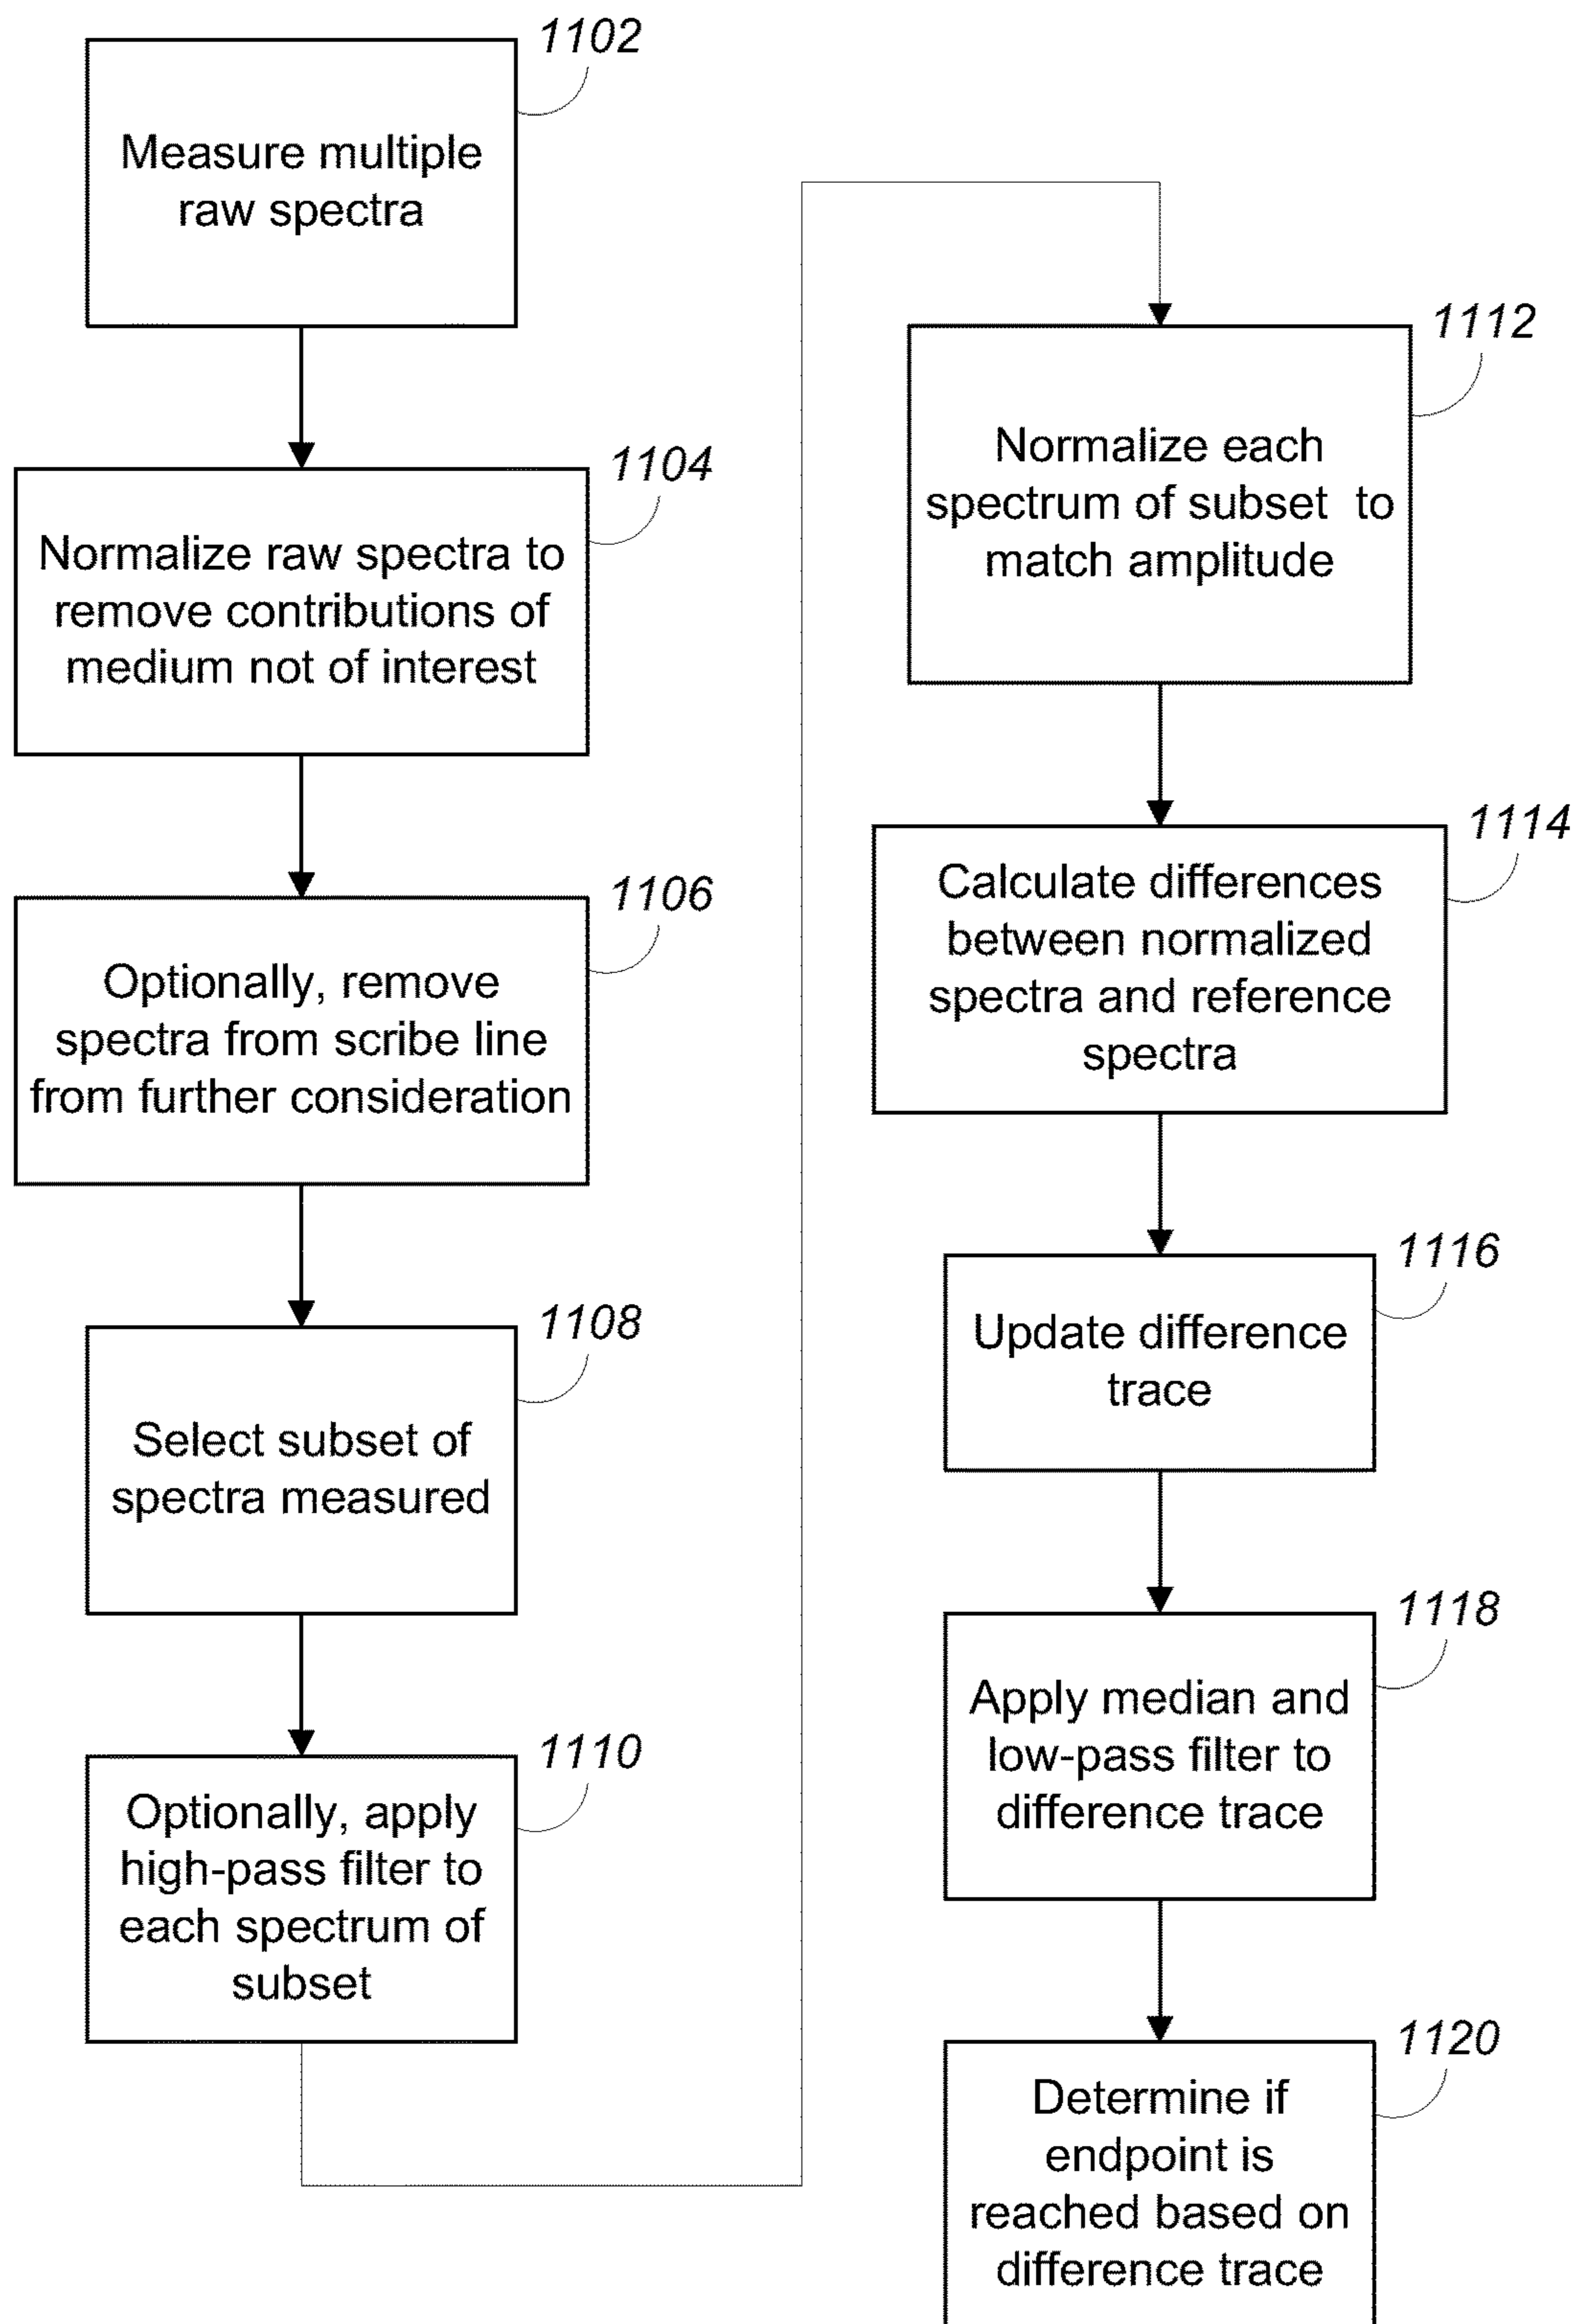 1102
Measure multiple
raw spectra
1104
Normalize raw spectra to
remove contributions of
medium not of interest
1106
Optionally, remove
spectra from scribe line
from further consideration
1108
Select subset of
spectra measured
1110
Optionally, apply
high-pass filter to
each spectrum of
subset
1112
Normalize each
spectrum of subset to
match amplitude
1114
Calculate differences
between normalized
spectra and reference
spectra
1116
Update difference
trace
1118
Apply median and
low-pass filter to
difference trace
1120
Determine if
endpoint is
reached based on
difference trace